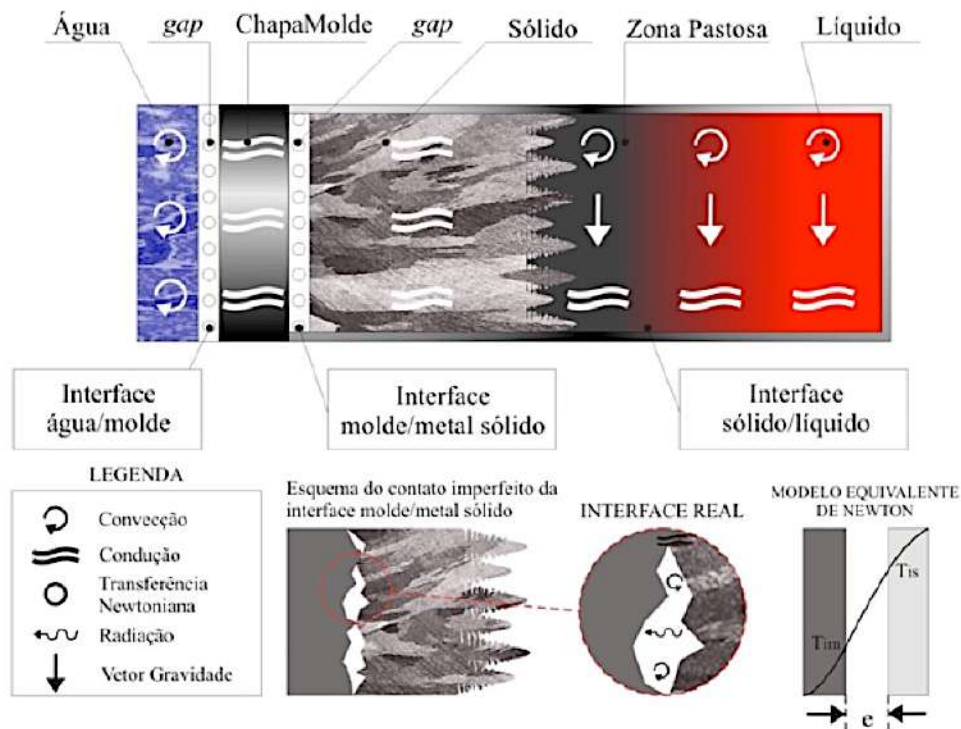 Água
gap
ChapaMolde
gap
Sólido
Zona Pastosa
Líquido
Interface
água/molde
Interface
molde/metal sólido
Interface
sólido/líquido
LEGENDA
Convecção
Condução
Transferência
Newtoniana
Radiação
Vetor Gravidade
Esquema do contato imperfeito da
interface molde/metal sólido
INTERFACE REAL
MODELO EQUIVALENTE
DE NEWTON
Tis
Tim
e